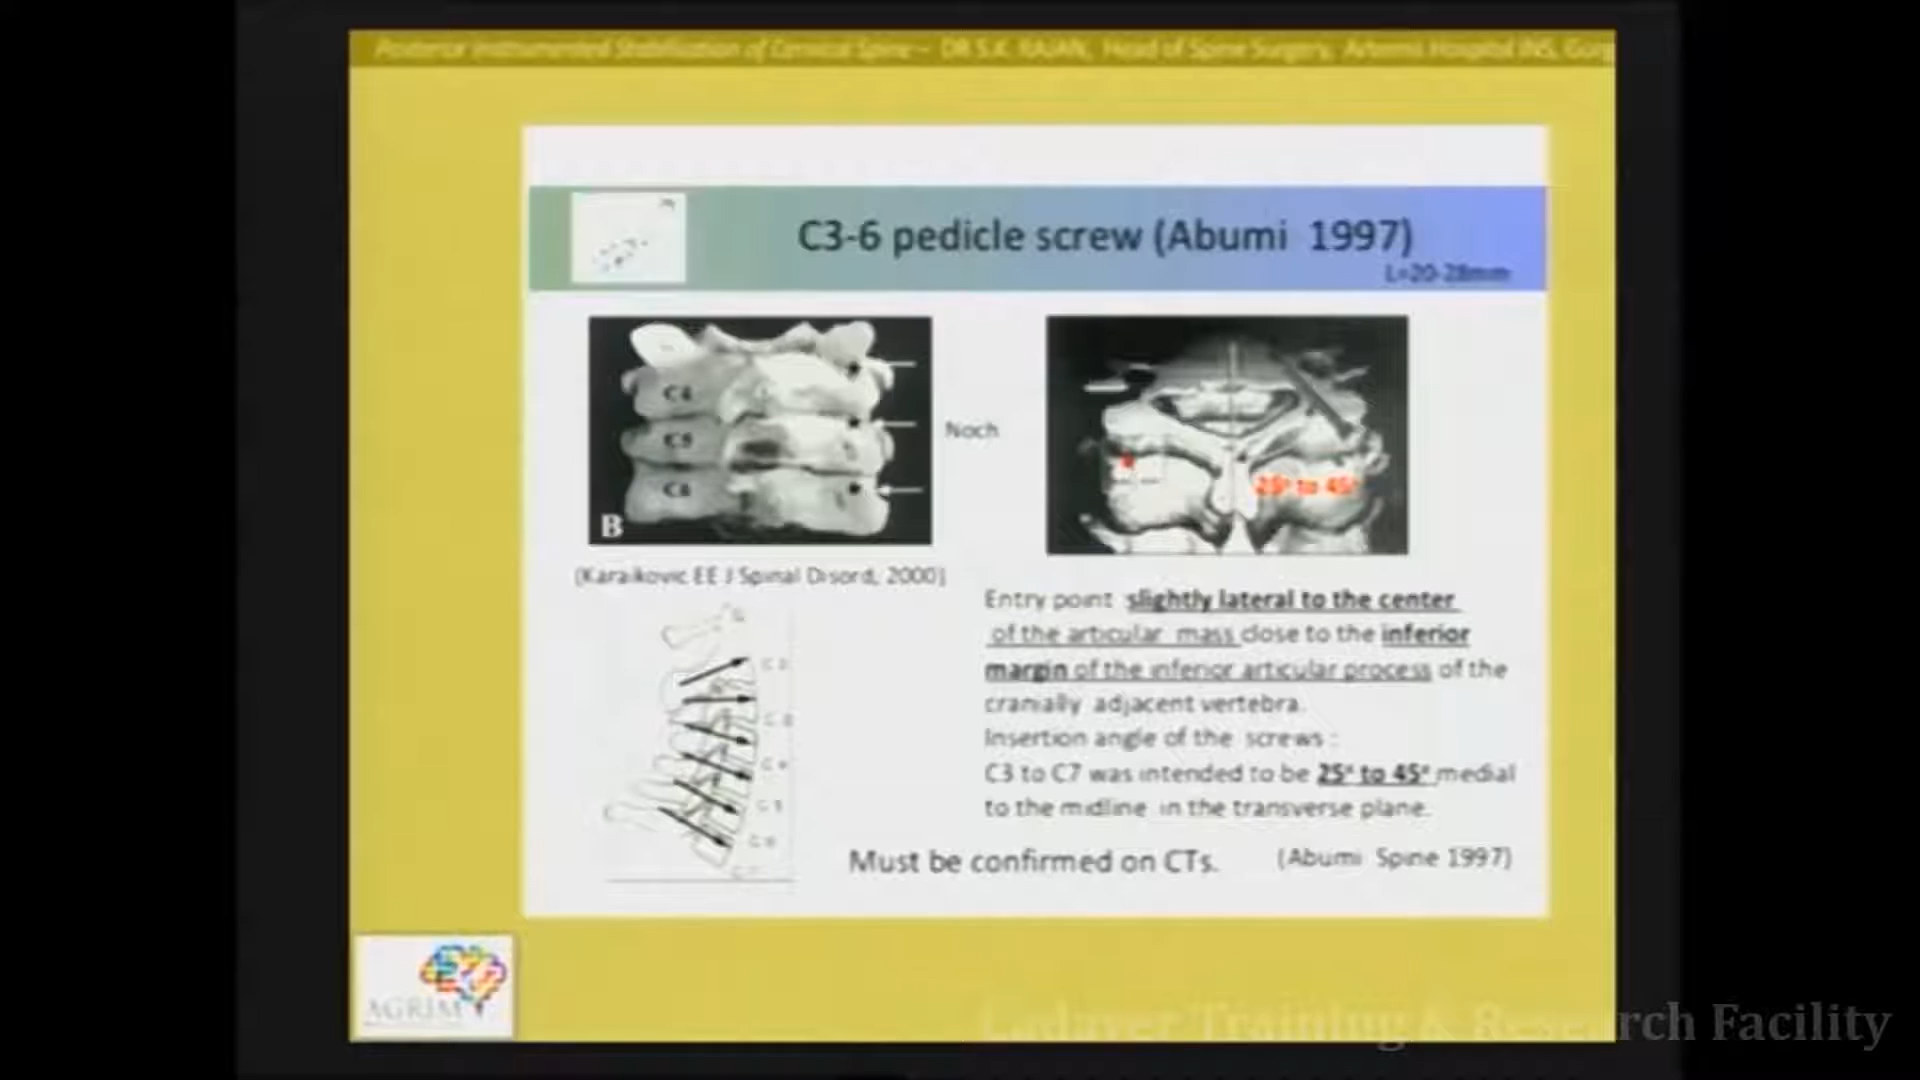 Posterior Instrumented Stabilization of Cervical Spine – DR S.K. RAJAN, Head of Spine Surgery, Artemis Hospital INS, Gurg
C3-6 pedicle screw (Abumi 1997)
L=20-28mm
C4
C5
C6
B
Noch
25° to 45°
(Karaikovic EE J Spinal Disord, 2000)
Entry point :slightly lateral to the center
of the articular mass close to the inferior
margin of the inferior articular process of the
cranially adjacent vertebra.
Insertion angle of the screws :
C3 to C7 was intended to be 25° to 45° medial
to the midline in the transverse plane.
Must be confirmed on CTs.
(Abumi Spine 1997)
AGRIM
Cadaver Training & Research Facility